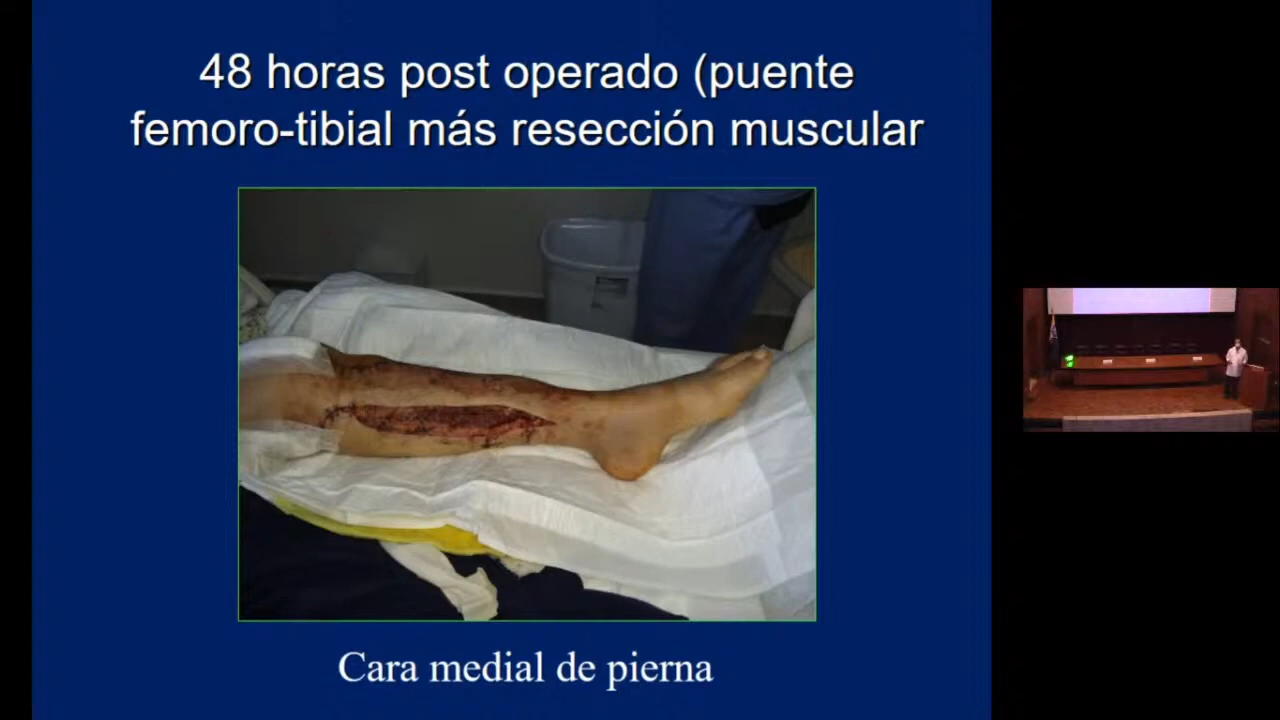 48 horas post operado (puente
femoro-tibial más resección muscular
Cara medial de pierna